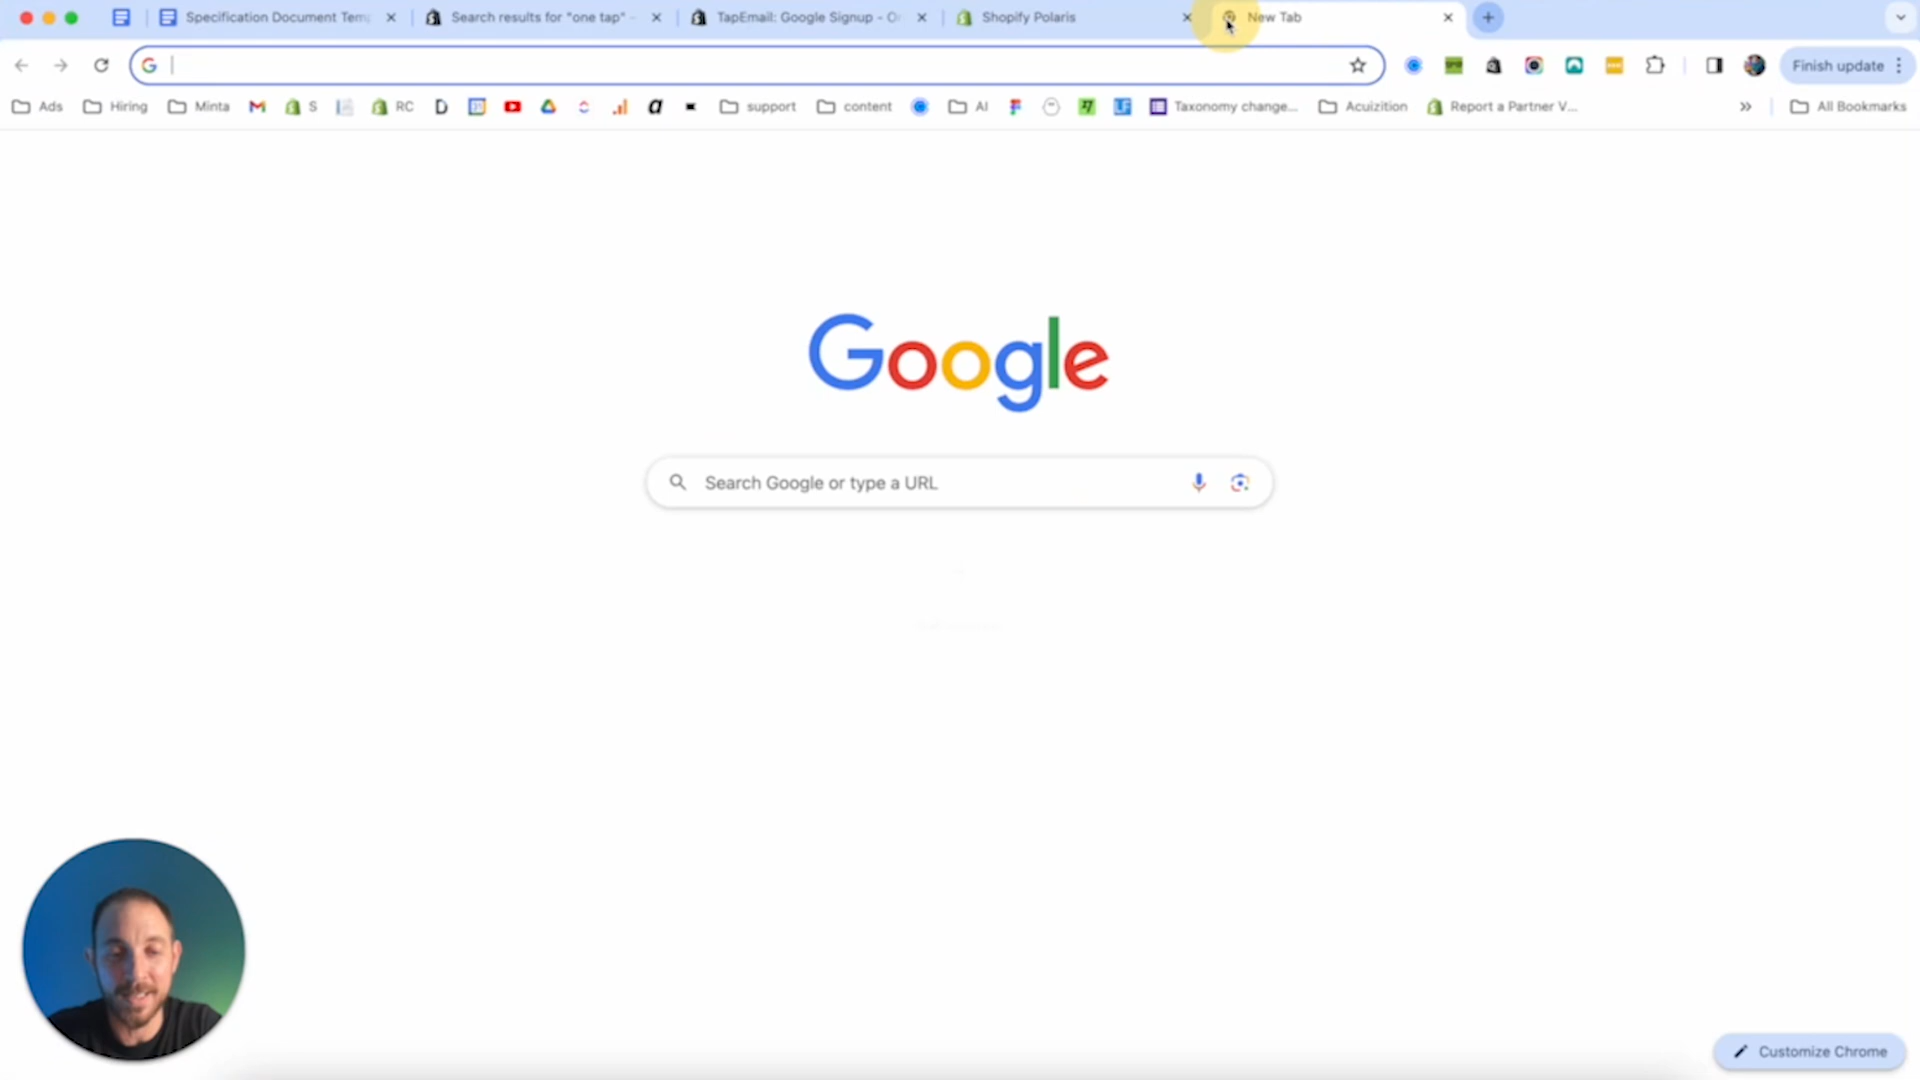 Specification Document Temp
Search results for "one tap" -
TapEmail: Google Signup - O
Shopify Polaris
New Tab
Finish update
Ads
Hiring
Minta
S
RC
support
content
AI
Taxonomy change...
Acuizition
Report a Partner V...
All Bookmarks
Google
Search Google or type a URL
Customize Chrome